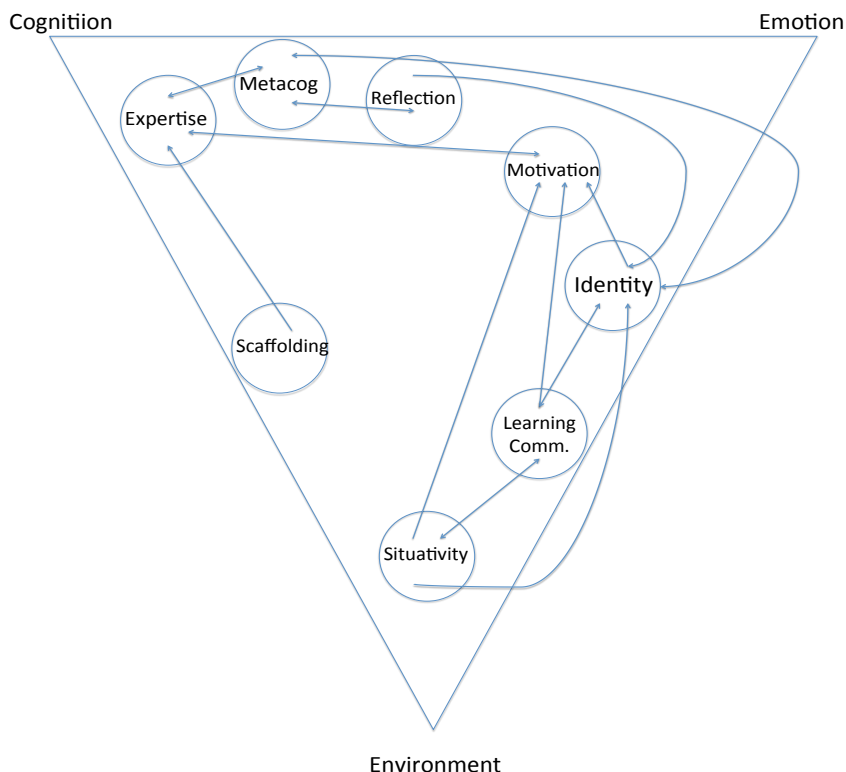 Cognitiion
Emotion
Metacog
Reflection
Expertise
Motivation
Identity
Scaffolding
Learning
Comm.
Situativity
Environment